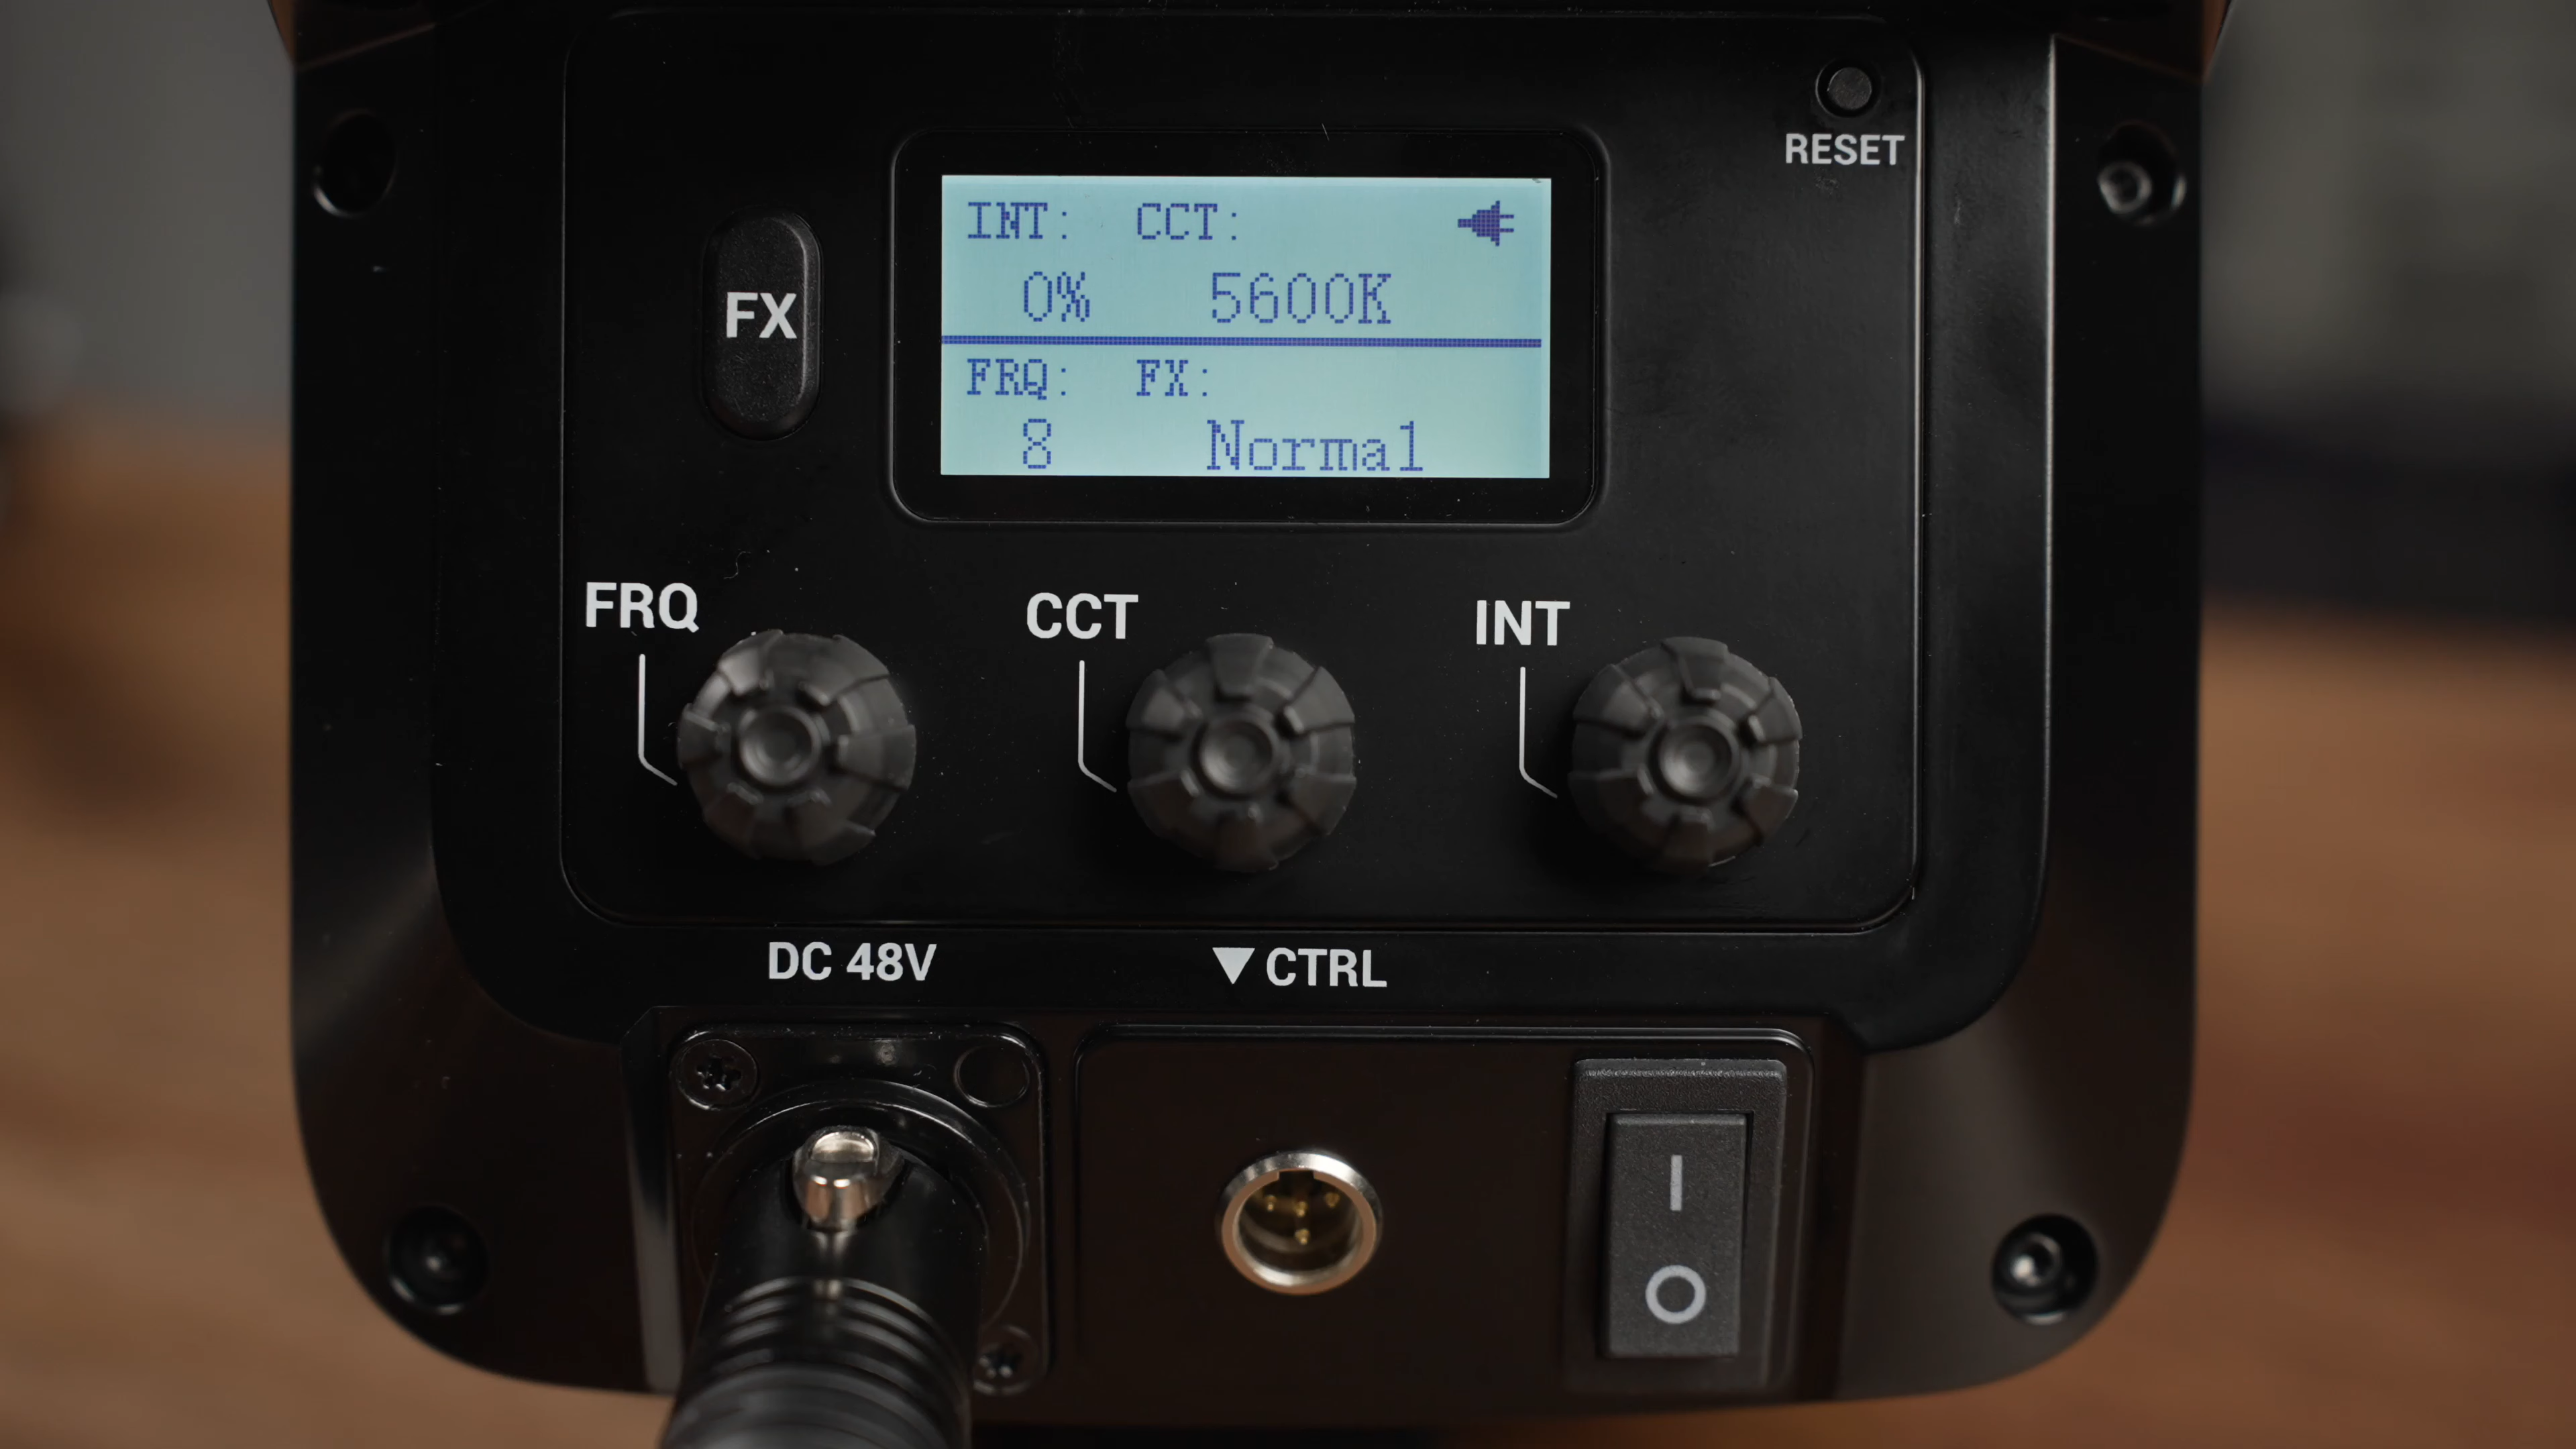 RESET
INT: CCT:
0% 5600K
FRQ: FX:
8 Normal
FX
FRQ CCT INT
DC 48V ▼ CTRL
I
O